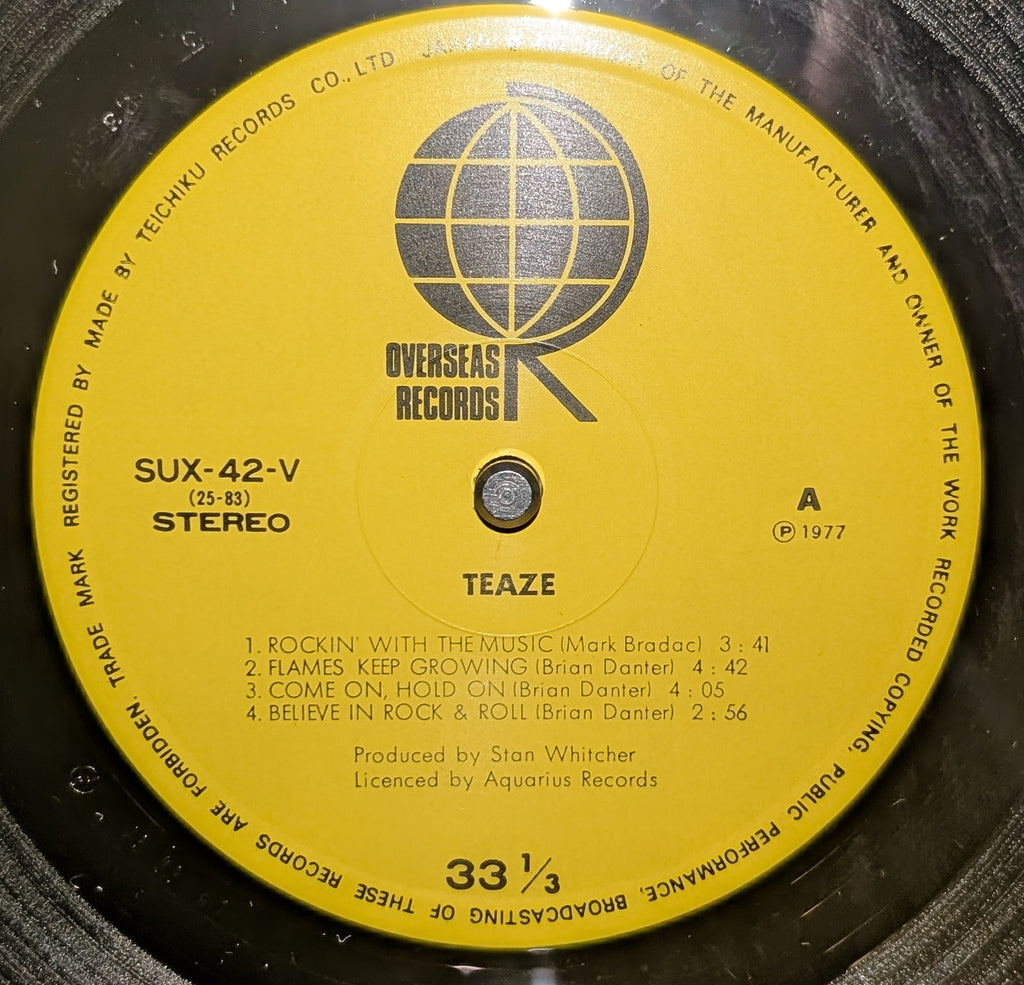 MADE BY TEICHIKU RECORDS CO., LTD JAPAN OF THE MANUFACTURER AND OWNER OF THE WORK RECORDED COPYING, PUBLIC PERFORMANCE, BROADCASTING OF THESE RECORDS ARE FORBIDDEN. TRADE MARK REGISTERED BY
OVERSEAS
RECORDS
SUX-42-V
(25-83)
STEREO
A
Ⓟ 1977
TEAZE
1. ROCKIN' WITH THE MUSIC (Mark Bradac) 3 : 41
2. FLAMES KEEP GROWING (Brian Danter) 4 : 42
3. COME ON, HOLD ON (Brian Danter) 4 : 05
4. BELIEVE IN ROCK & ROLL (Brian Danter) 2 : 56
Produced by Stan Whitcher
Licenced by Aquarius Records
33 1/3